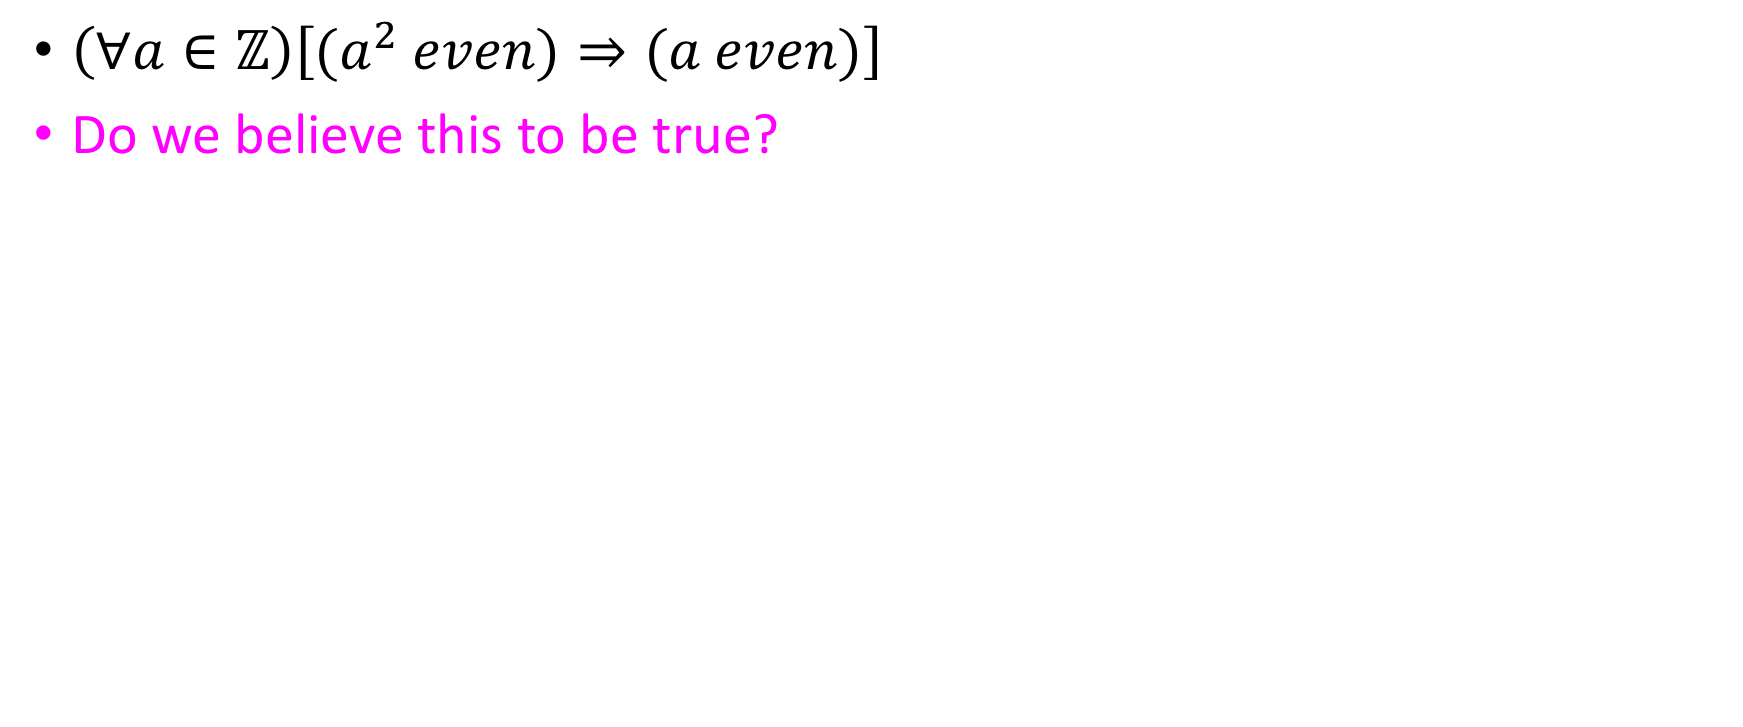 • (∀a ∈ ℤ)[(a² even) ⇒ (a even)]
• Do we believe this to be true?